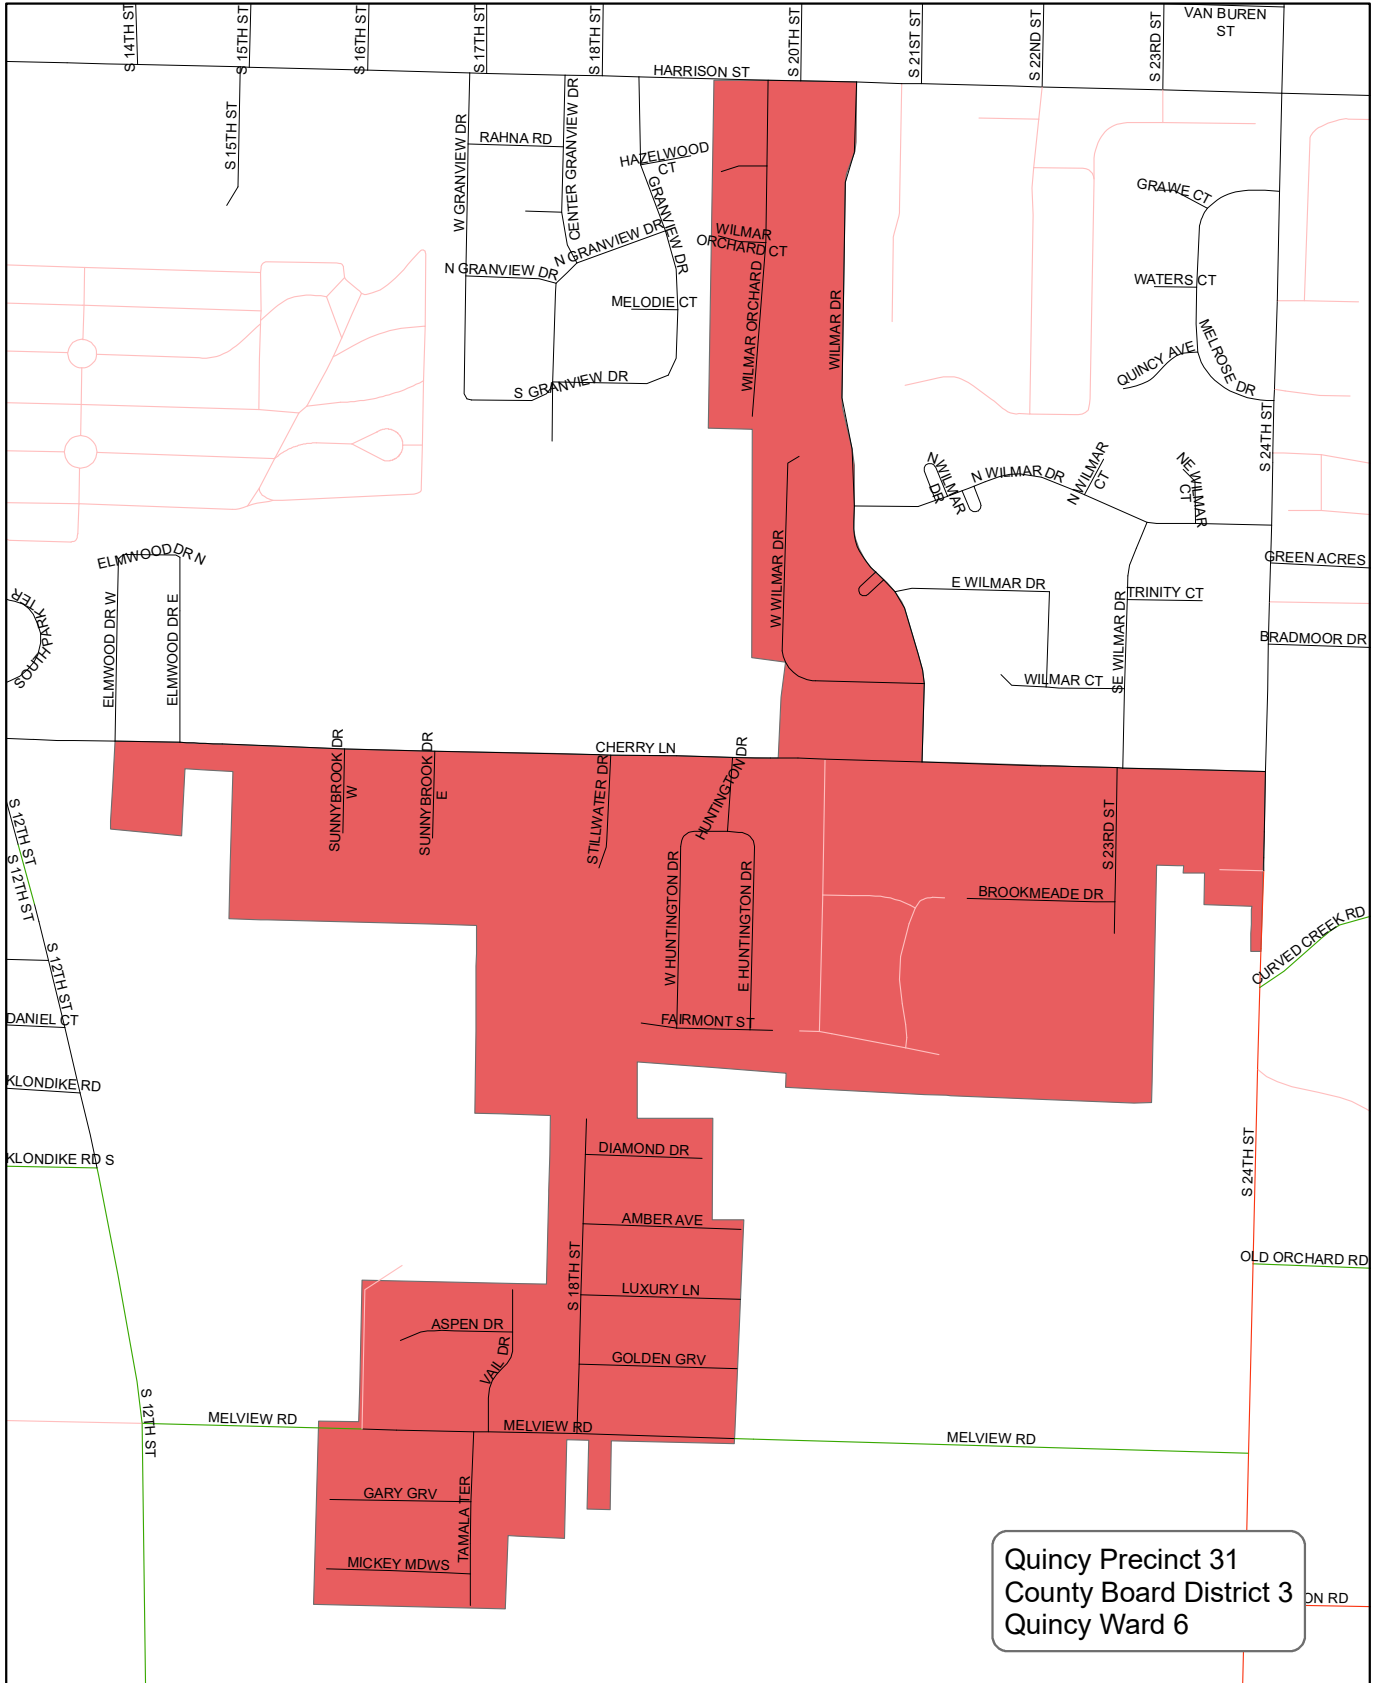 S 14TH ST
S 15TH ST
S 16TH ST
S 17TH ST
S 18TH ST
S 20TH ST
S 21ST ST
S 22ND ST
S 23RD ST
VAN BUREN
ST
HARRISON ST
S 15TH ST
W GRANVIEW DR
RAHNA RD
CENTER GRANVIEW DR
HAZELWOOD
CT
GRANVIEW DR
N GRANVIEW DR
N GRANVIEW DR
MELODIE CT
S GRANVIEW DR
WILMAR
ORCHARD CT
WILMAR ORCHARD
WILMAR DR
GRAWE CT
WATERS CT
MELROSE DR
QUINCY AVE
S 24TH ST
N WILMAR
DR
N WILMAR DR
N WILMAR
CT
NE WILMAR
CT
W WILMAR DR
E WILMAR DR
TRINITY CT
SE WILMAR DR
WILMAR CT
GREEN ACRES
BRADMOOR DR
ELMWOOD DR N
ELMWOOD DR W
ELMWOOD DR E
SOUTH PARK TER
CHERRY LN
SUNNYBROOK DR
W
SUNNYBROOK DR
E
STILLWATER DR
HUNTINGTON DR
W HUNTINGTON DR
E HUNTINGTON DR
FAIRMONT ST
S 23RD ST
BROOKMEADE DR
CURVED CREEK RD
S 12TH ST
S 12TH ST
S 12TH ST
DANIEL CT
KLONDIKE RD
KLONDIKE RD S
DIAMOND DR
AMBER AVE
S 18TH ST
LUXURY LN
GOLDEN GRV
ASPEN DR
VAIL DR
S 24TH ST
OLD ORCHARD RD
S 12TH ST
MELVIEW RD
MELVIEW RD
MELVIEW RD
GARY GRV
TAMALA TER
MICKEY MDWS
Quincy Precinct 31
County Board District 3
Quincy Ward 6
ON RD